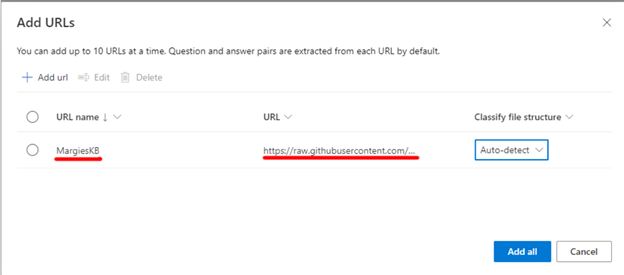 Add URLs
You can add up to 10 URLs at a time. Question and answer pairs are extracted from each URL by default.
Add url Edit Delete
URL name ↓ URL Classify file structure
MargiesKB https://raw.githubusercontent.com/... Auto-detect
Add all Cancel